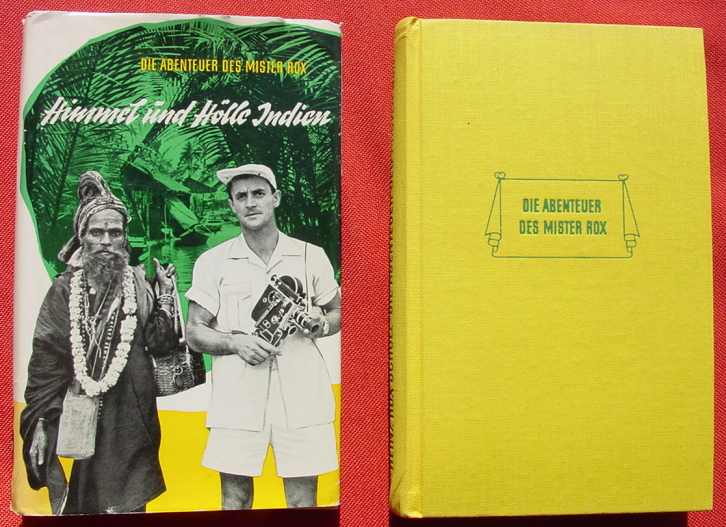 DIE ABENTEUER DES MISTER ROX
Himmel und Hölle Indien
DIE ABENTEUER
DES MISTER ROX